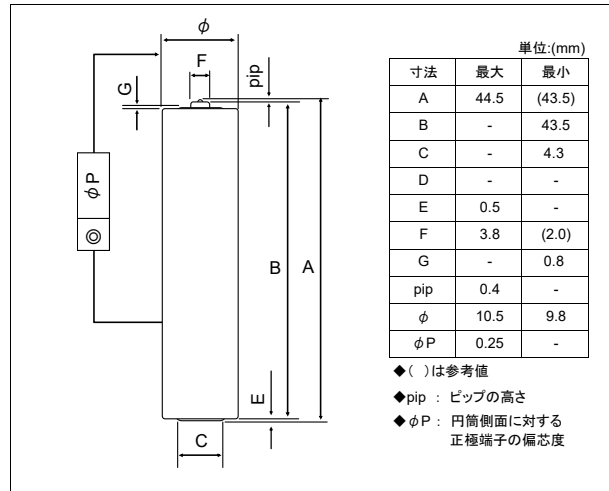 φ
F
pip
G
φP
◎
B
A
E
C
単位:(mm)
寸法 最大 最小
A 44.5 (43.5)
B - 43.5
C - 4.3
D - -
E 0.5 -
F 3.8 (2.0)
G - 0.8
pip 0.4 -
φ 10.5 9.8
φP 0.25 -
◆( )は参考値
◆pip : ピップの高さ
◆φP : 円筒側面に対する
正極端子の偏芯度